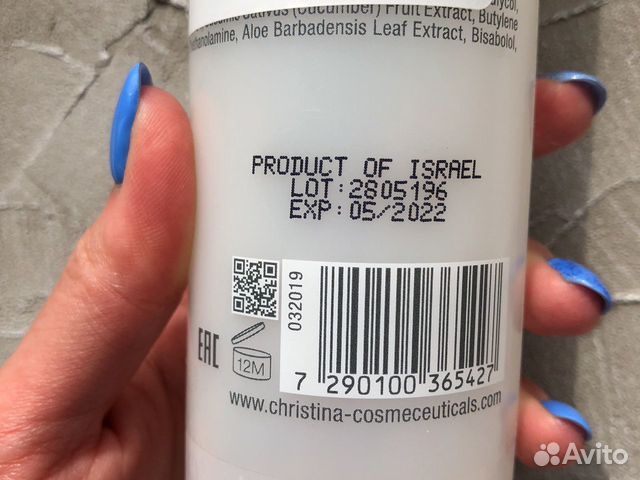 Sativus (Cucumber) Fruit Extract, Butylene
Aloe Barbadensis Leaf Extract, Bisabolol,
PRODUCT OF ISRAEL
LOT:2805196
EXP:05/2022
032019
EAC
12M
7 290100 365427
www.christina-cosmeceuticals.com
Avito